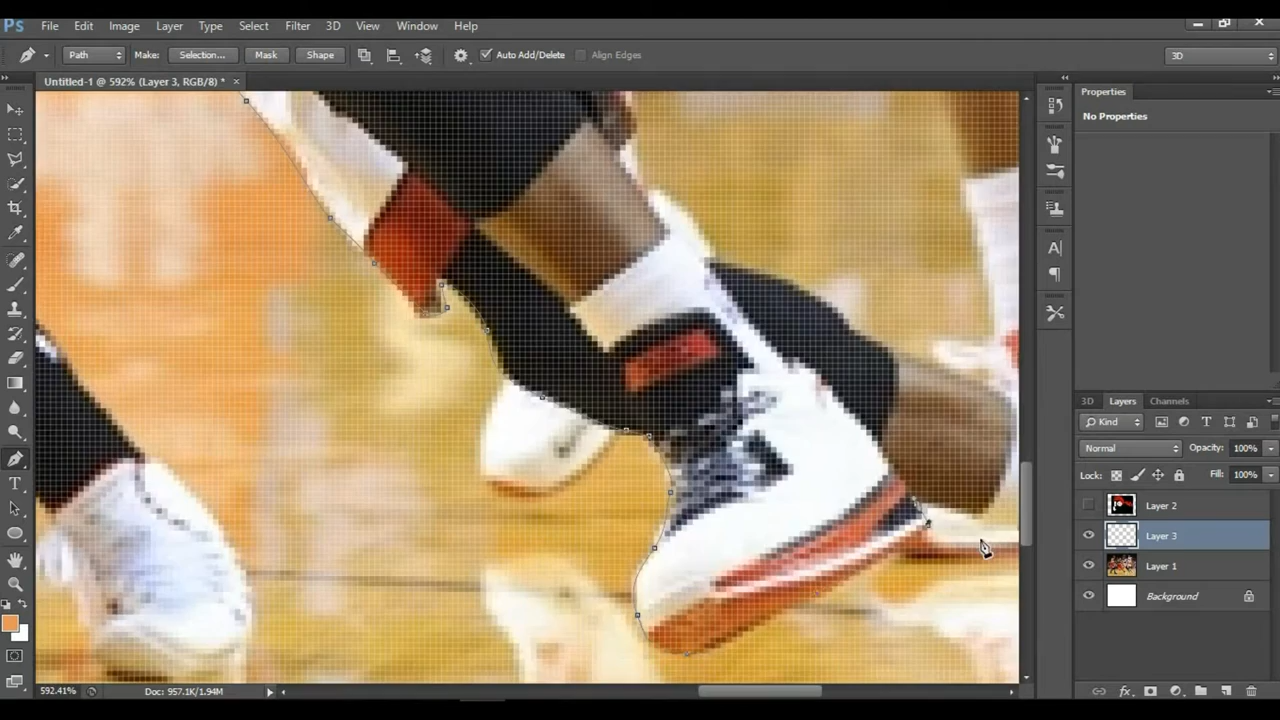 Ps File Edit Image Layer Type Select Filter 3D View Window Help
Path Make: Selection... Mask Shape Auto Add/Delete Align Edges 3D
Untitled-1 @ 592% (Layer 3, RGB/8) * ×
Properties
No Properties
3D Layers Channels
Kind
Normal Opacity: 100%
Lock: Fill: 100%
Layer 2
Layer 3
Layer 1
Background
592.41% Doc: 957.1K/1.94M